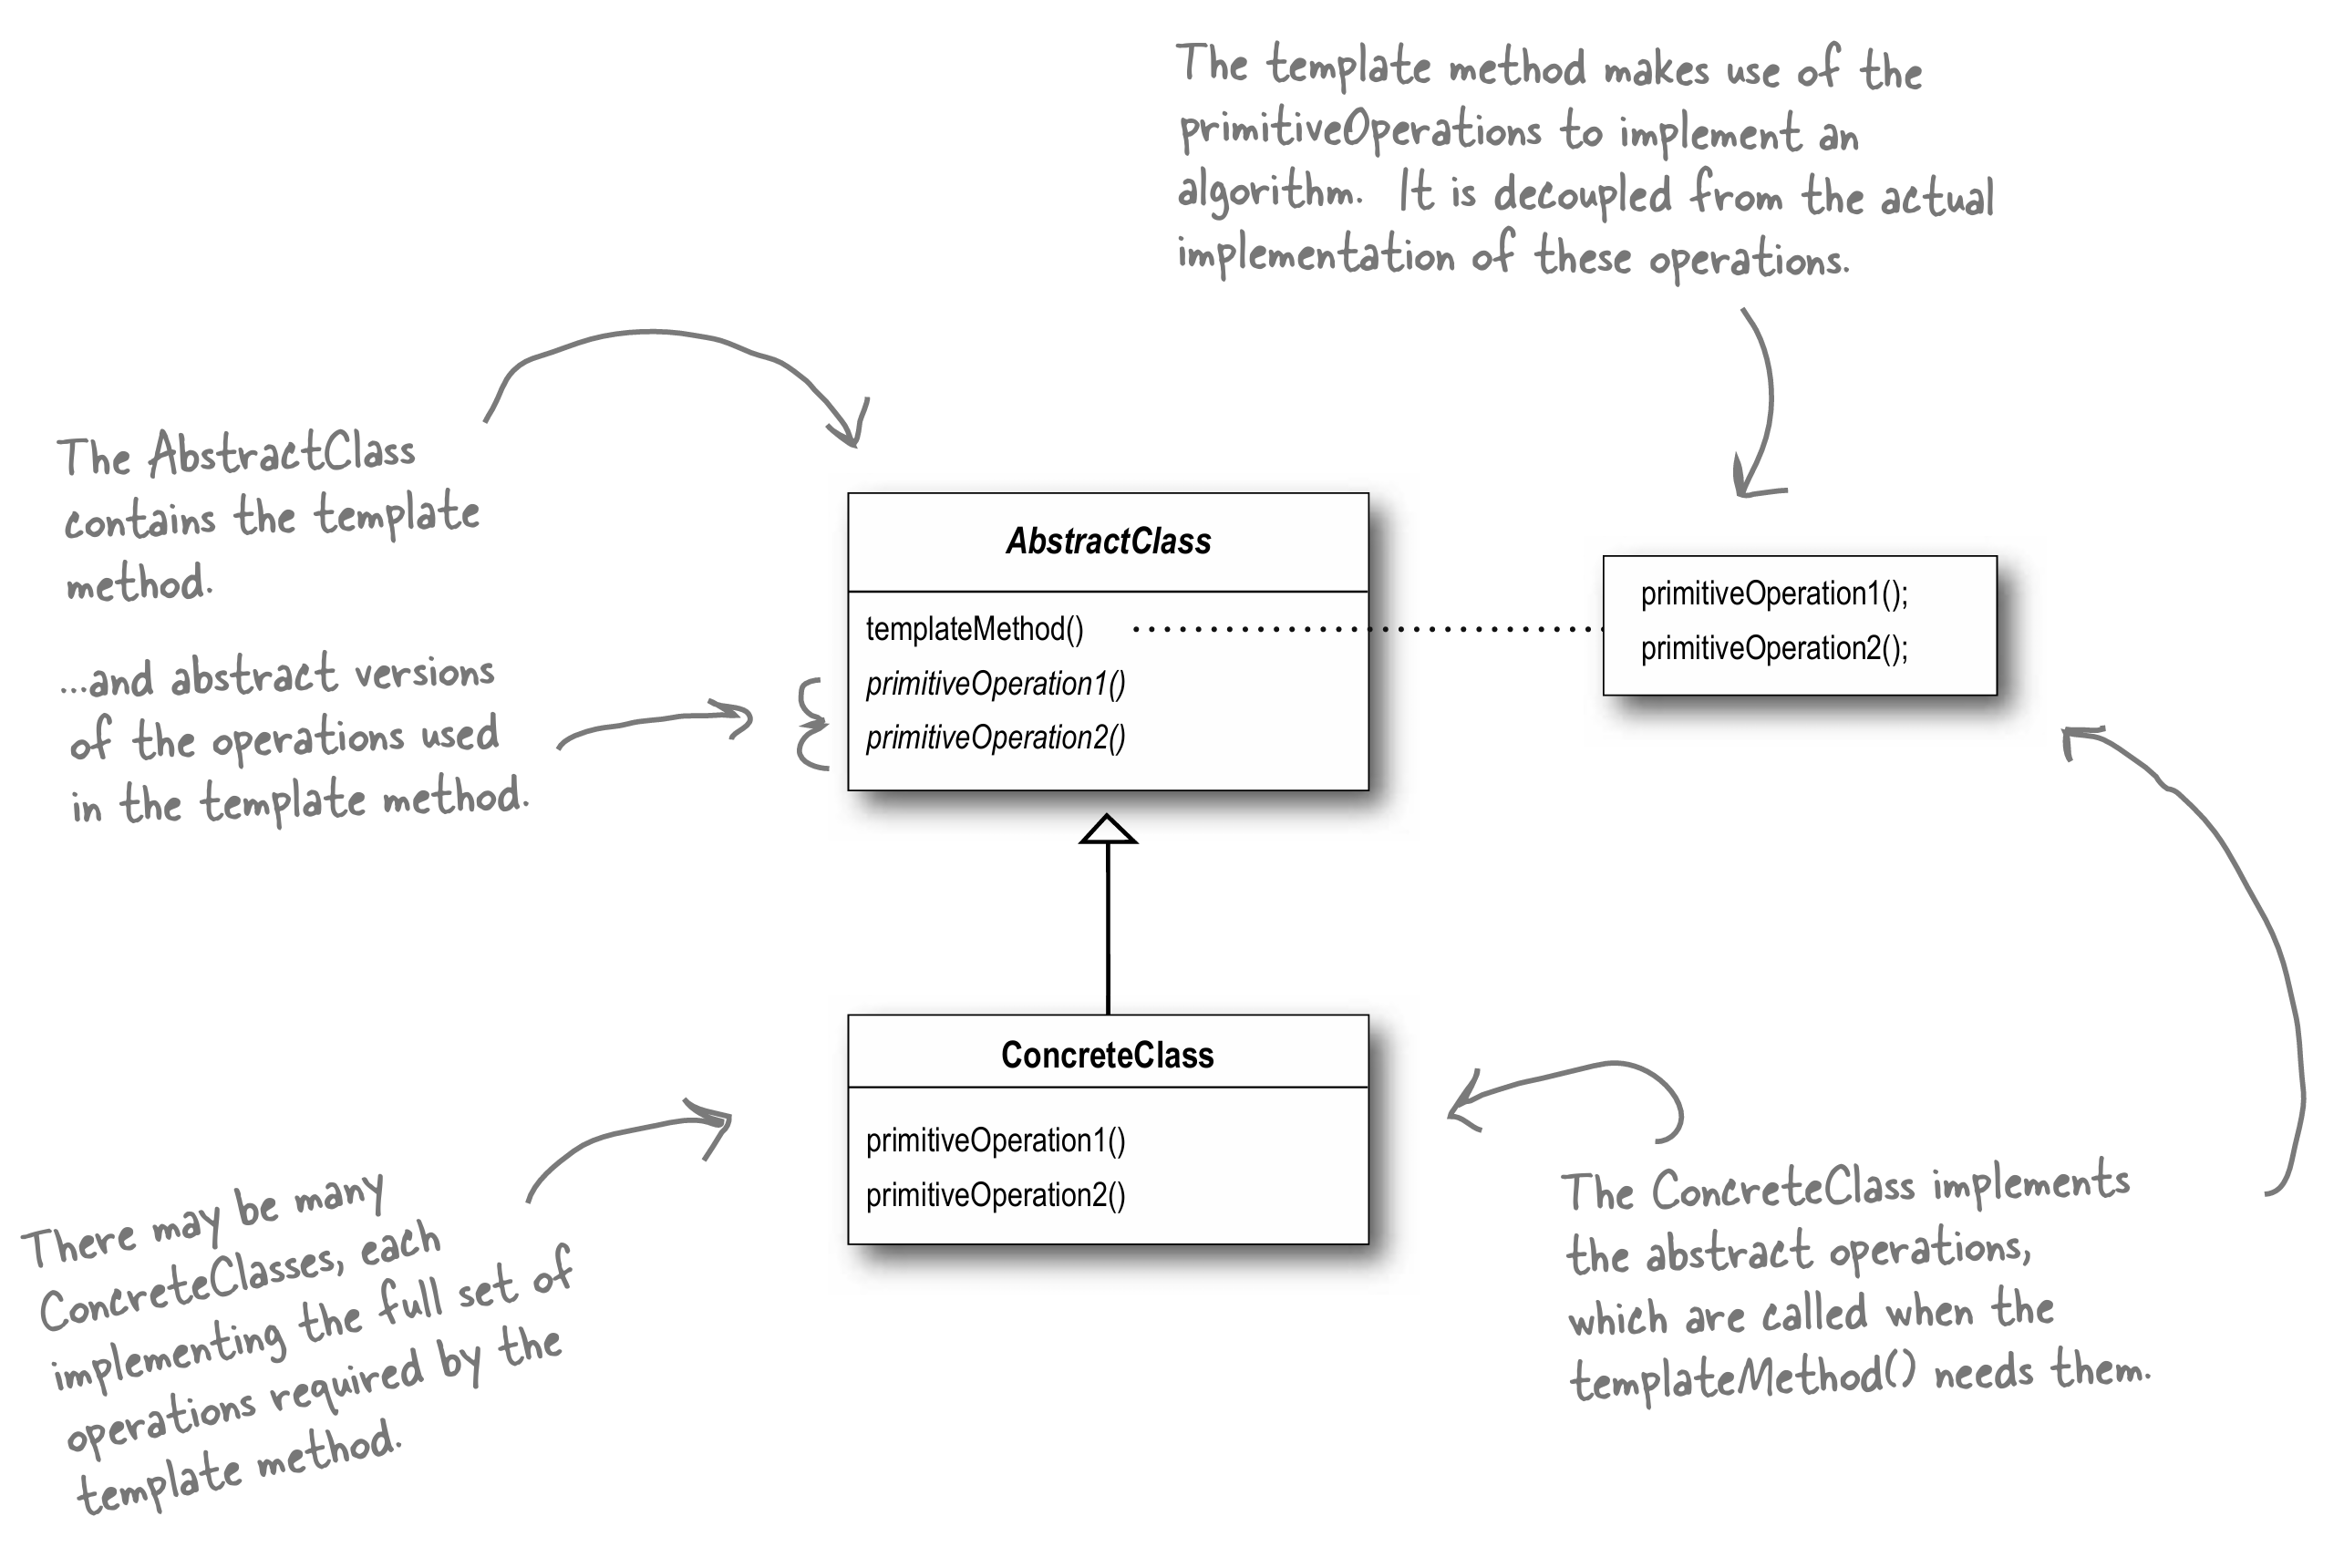 The template method makes use of the
primitiveOperations to implement an
algorithm. It is decoupled from the actual
implementation of these operations.
The AbstractClass
contains the template
method.
...and abstract versions
of the operations used
in the template method.
AbstractClass
templateMethod()
primitiveOperation1()
primitiveOperation2()
primitiveOperation1();
primitiveOperation2();
ConcreteClass
primitiveOperation1()
primitiveOperation2()
There may be many
ConcreteClasses, each
implementing the full set of
operations required by the
template method.
The ConcreteClass implements
the abstract operations,
which are called when the
templateMethod() needs them.